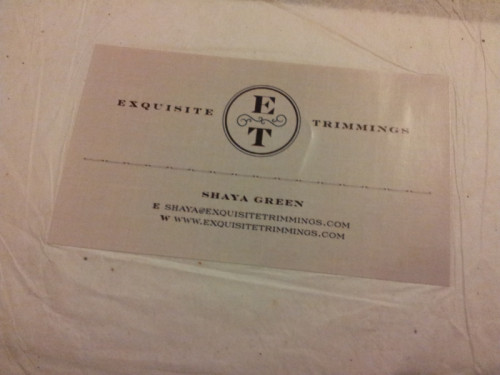 EXQUISITE E T TRIMMINGS
SHAYA GREEN
E SHAYA@EXQUISITETRIMMINGS.COM
W WWW.EXQUISITETRIMMINGS.COM